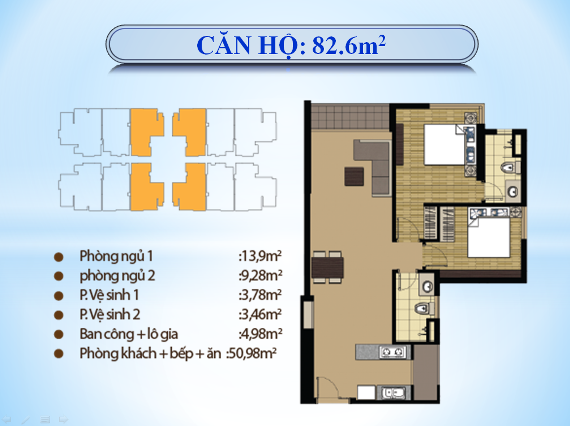 CĂN HỘ: 82.6m²
Phòng ngủ 1 :13,9m²
phòng ngủ 2 :9,28m²
P.Vệ sinh 1 :3,78m²
P.Vệ sinh 2 :3,46m²
Ban công + lô gia :4,98m²
Phòng khách + bếp + ăn :50,98m²